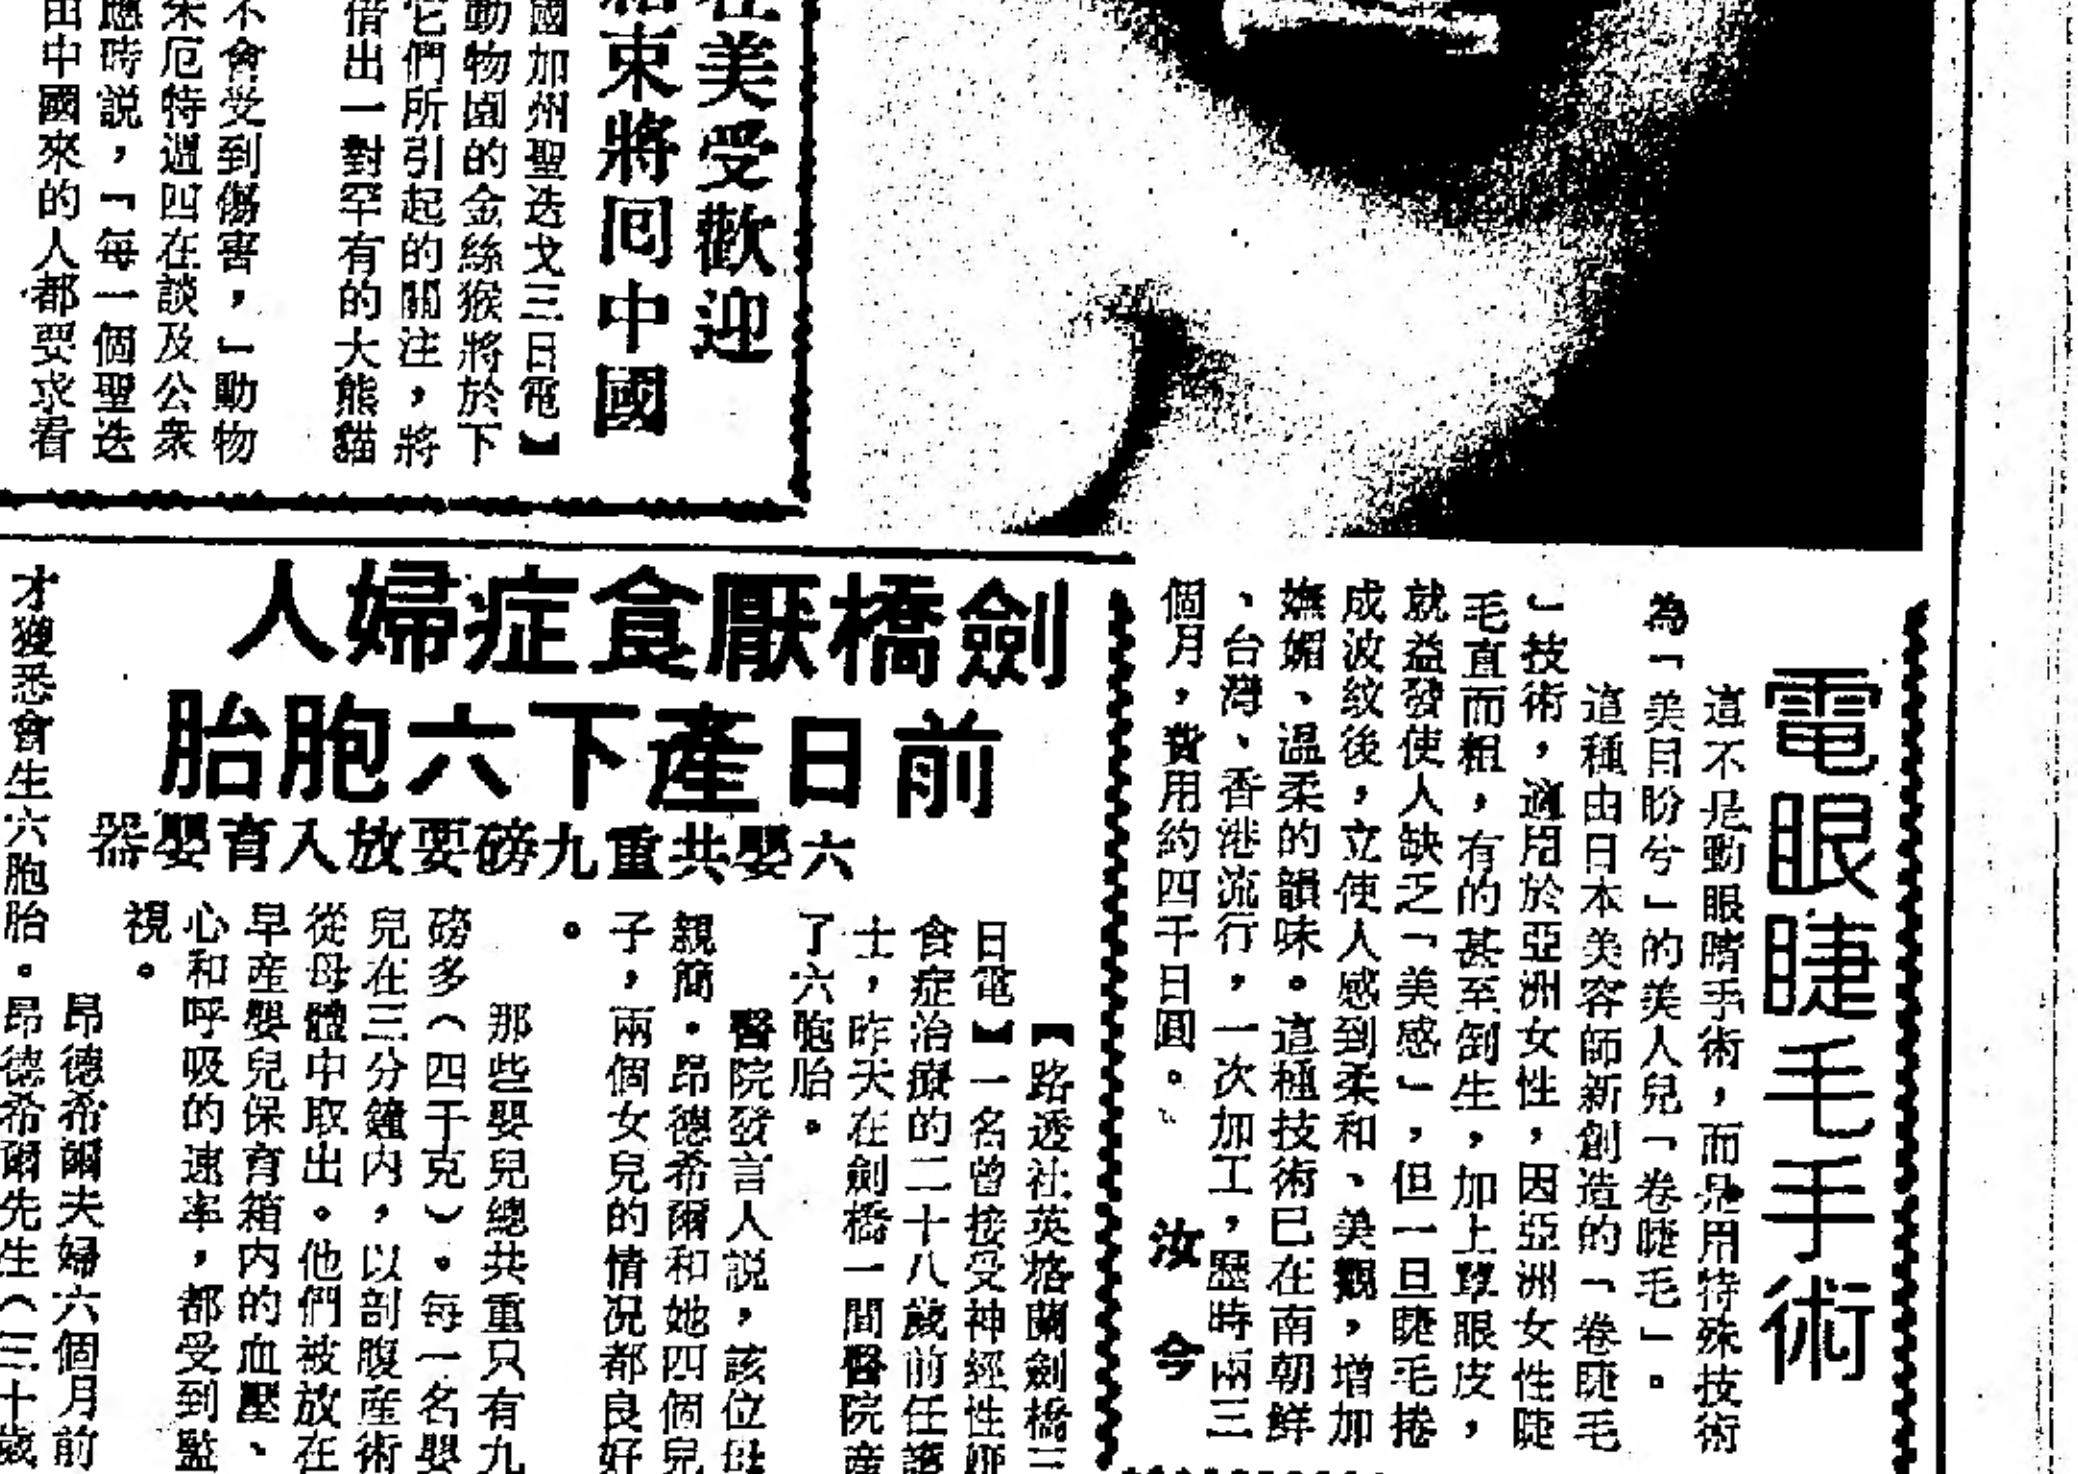 電眼睫毛手術
這不是動眼睛手術，而是用特殊技術
為「美目盼兮」的美人兒「卷睫毛」。
這種由日本美容師新創造的「卷睫毛
」技術，適用於亞洲女性，因亞洲女性睫
毛直而粗，有的甚至倒生，加上單眼皮，
就益發使人缺乏「美感」，但一旦睫毛捲
成波紋後，立使人感到柔和、美觀，增加
嫵媚、溫柔的韻味。這種技術已在南朝鮮
、台灣、香港流行，一次加工，歷時兩三
個月，費用約四千日圓。
汝今
在美受歡迎
束將囘中國
國加州聖迭戈三日電】
動物園的金絲猴將於下
它們所引起的關注，將
借出一對罕有的大熊貓
不會受到傷害，」動物
朱厄特週四在談及公衆
應時説，「每一個聖迭
由中國來的人都要求看
劍橋厭食症婦人
前日產下六胞胎
六嬰共重九磅要放入育嬰器
【路透社英格蘭劍橋三
日電】一名曾接受神經性厭
食症治療的二十八歲前任護
士，昨天在劍橋一間醫院産
了六胞胎。
醫院發言人説，該位母
親簡．昂德希爾和她四個兒
子，兩個女兒的情况都良好
。
那些嬰兒總共重只有九
磅多（四千克）。每一名嬰
兒在三分鐘內，以剖腹産術
從母體中取出。他們被放在
早産嬰兒保育箱内的血壓、
心和呼吸的速率，都受到監
視。
昂德希爾夫婦六個月前
才獲悉會生六胞胎。昂德希爾先生（三十歲